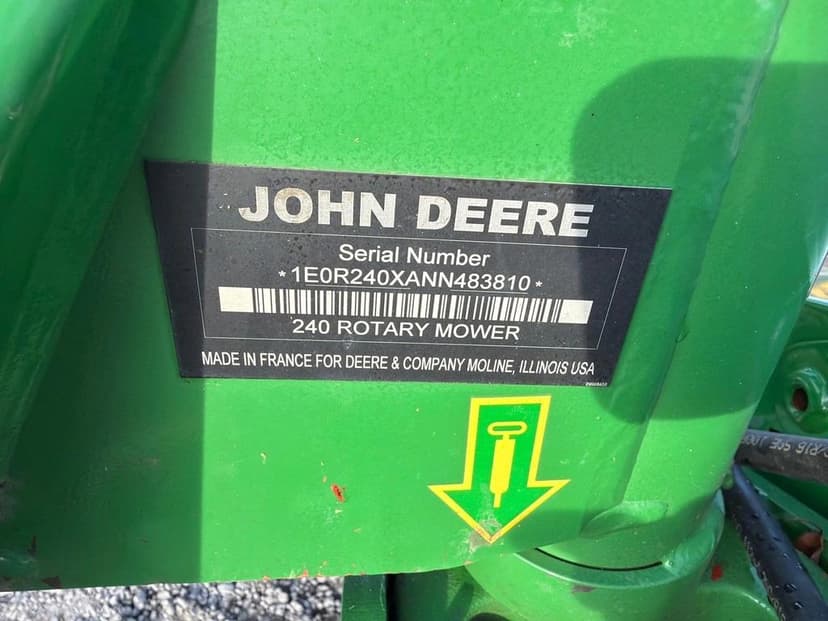 JOHN DEERE
Serial Number
*1E0R240XANN483810*
240 ROTARY MOWER
MADE IN FRANCE FOR DEERE & COMPANY MOLINE, ILLINOIS USA